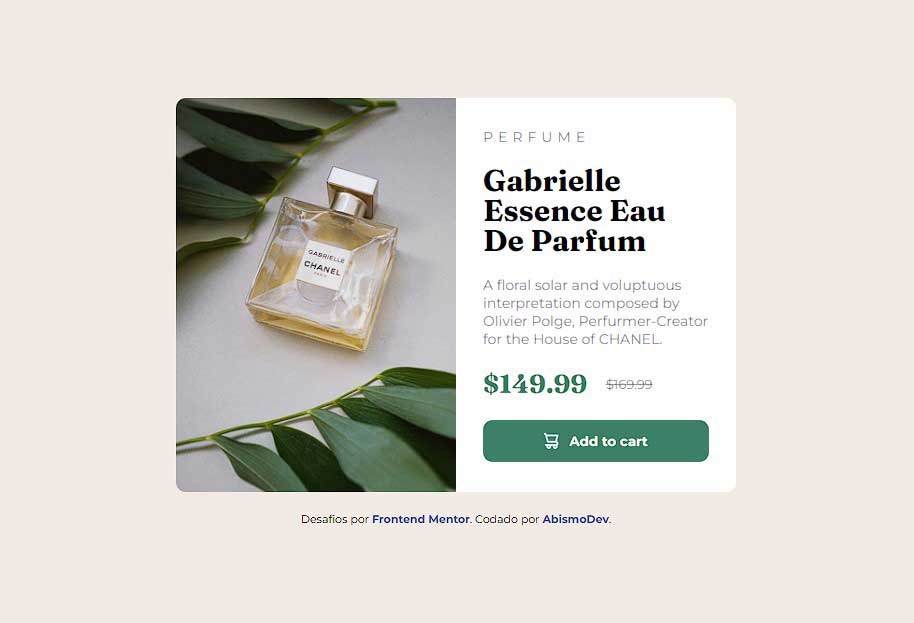 PERFUME
Gabrielle
Essence Eau
De Parfum
A floral solar and voluptuous
interpretation composed by
Olivier Polge, Perfurmer-Creator
for the House of CHANEL.
$149.99 $169.99
Add to cart
GABRIELLE
CHANEL
PARIS
Desafios por Frontend Mentor. Codado por AbismoDev.